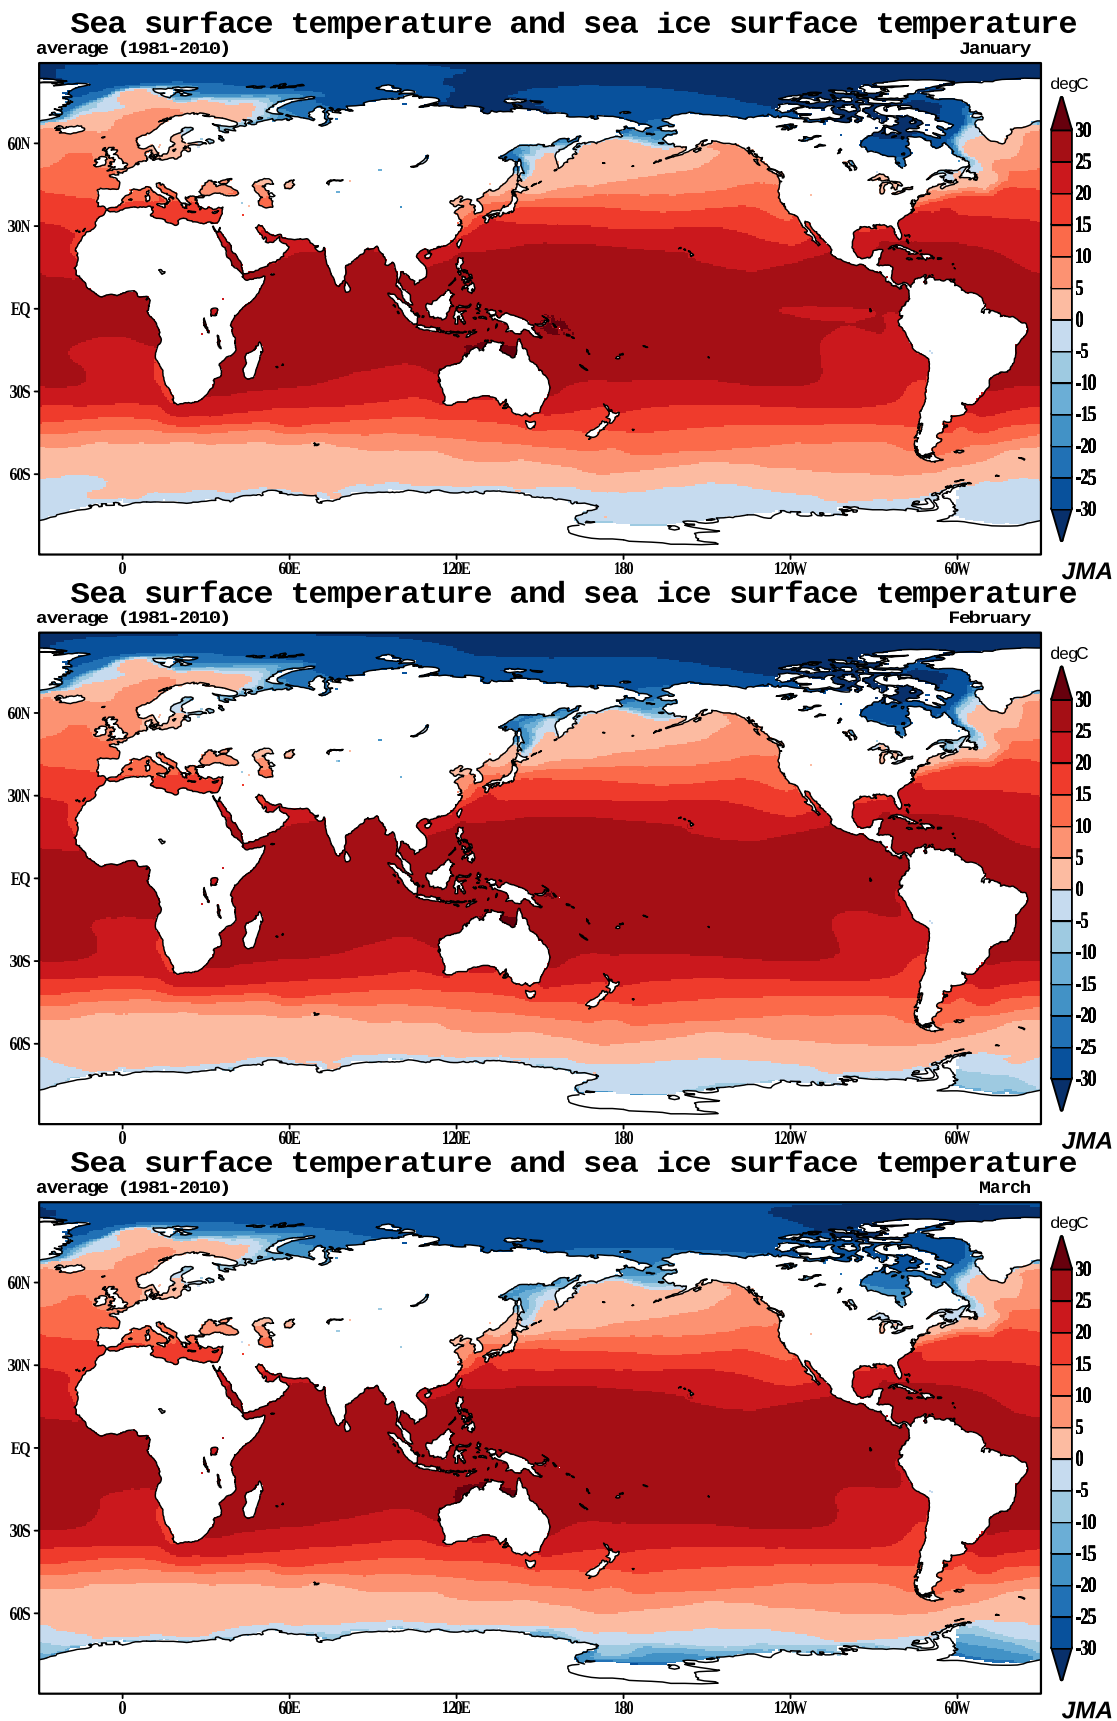 Sea surface temperature and sea ice surface temperature
average (1981-2010) January
degC
30
25
20
15
10
5
0
-5
-10
-15
-20
-25
-30
60N
30N
EQ
30S
60S
0 60E 120E 180 120W 60W
JMA
Sea surface temperature and sea ice surface temperature
average (1981-2010) February
degC
30
25
20
15
10
5
0
-5
-10
-15
-20
-25
-30
60N
30N
EQ
30S
60S
0 60E 120E 180 120W 60W
JMA
Sea surface temperature and sea ice surface temperature
average (1981-2010) March
degC
30
25
20
15
10
5
0
-5
-10
-15
-20
-25
-30
60N
30N
EQ
30S
60S
0 60E 120E 180 120W 60W
JMA